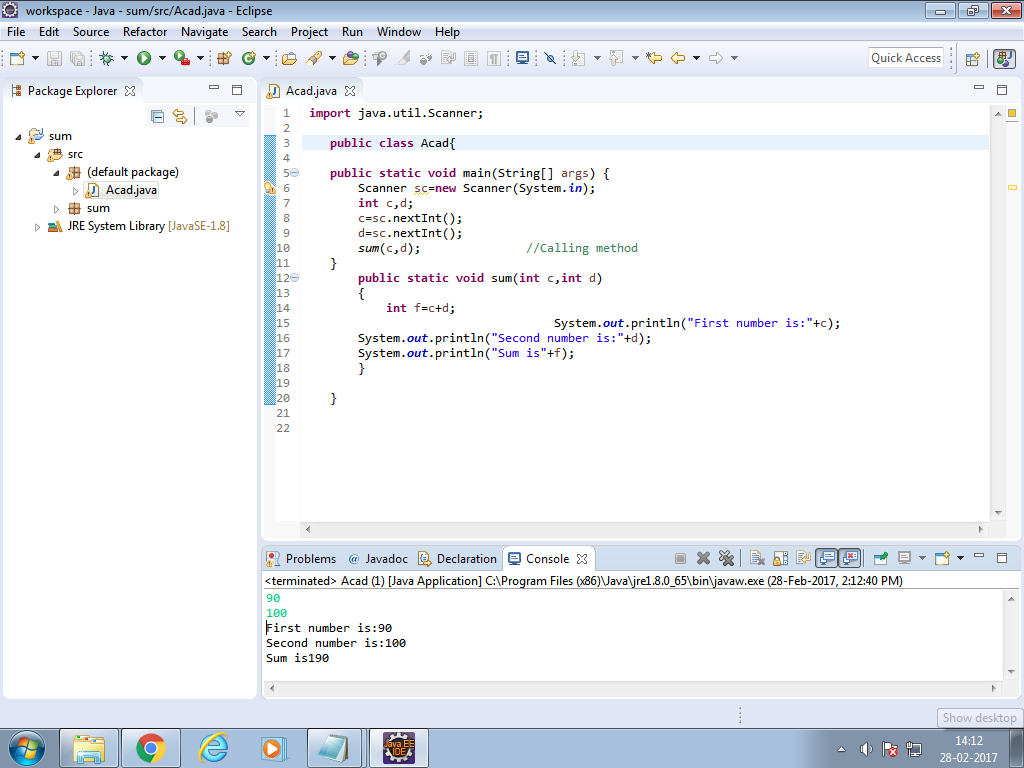 workspace - Java - sum/src/Acad.java - Eclipse
File Edit Source Refactor Navigate Search Project Run Window Help
Quick Access
Package Explorer
sum
src
(default package)
Acad.java
sum
JRE System Library [JavaSE-1.8]
Acad.java
1 import java.util.Scanner;
2
3 public class Acad{
4
5 public static void main(String[] args) {
6 Scanner sc=new Scanner(System.in);
7 int c,d;
8 c=sc.nextInt();
9 d=sc.nextInt();
10 sum(c,d); //Calling method
11 }
12 public static void sum(int c,int d)
13 {
14 int f=c+d;
15 System.out.println("First number is:"+c);
16 System.out.println("Second number is:"+d);
17 System.out.println("Sum is"+f);
18 }
19
20 }
21
22
Problems @ Javadoc Declaration Console
<terminated> Acad (1) [Java Application] C:\Program Files (x86)\Java\jre1.8.0_65\bin\javaw.exe (28-Feb-2017, 2:12:40 PM)
90
100
First number is:90
Second number is:100
Sum is190
Show desktop
Java EE
IDE
14:12
28-02-2017